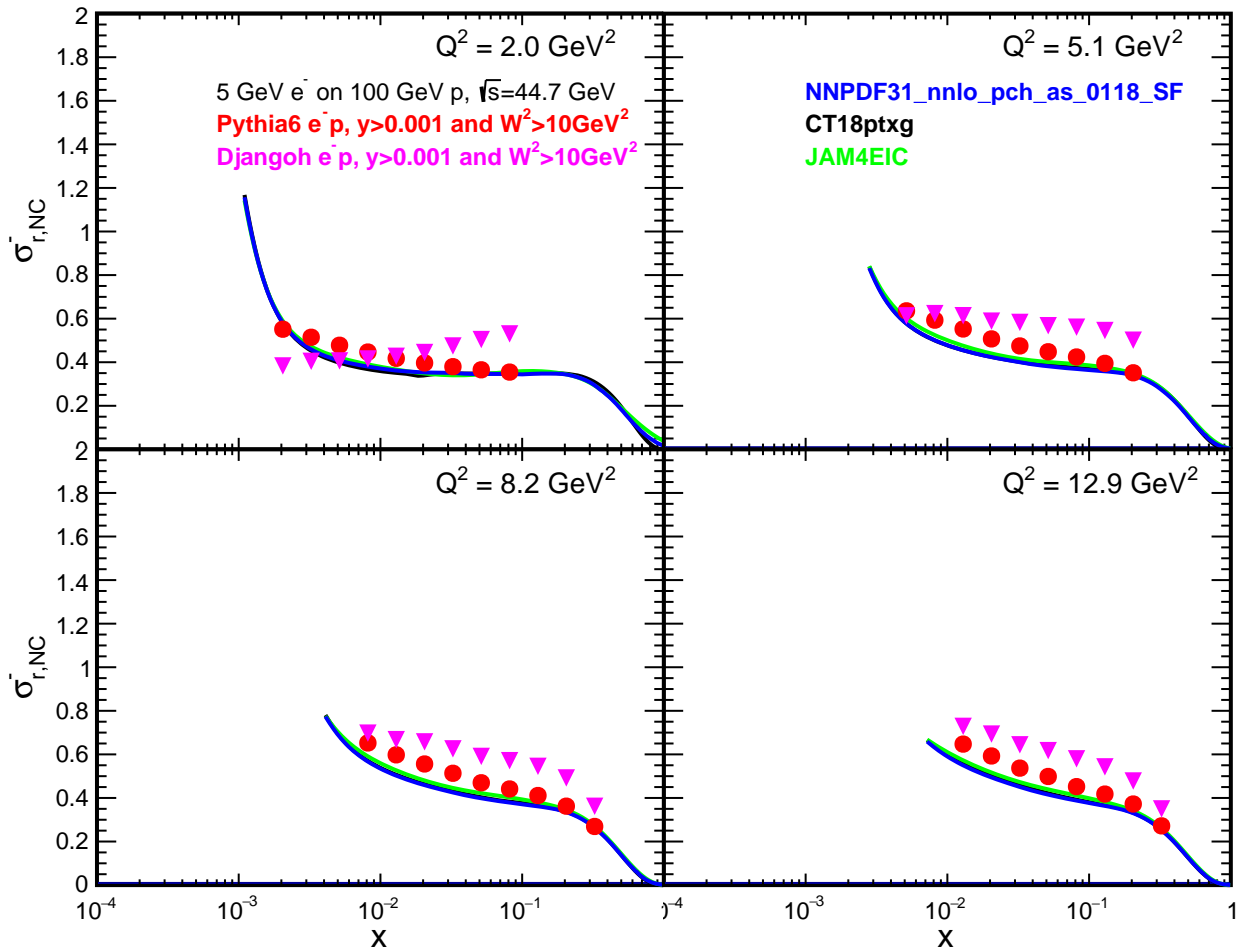 2
1.8
1.6
1.4
1.2
1
0.8
0.6
0.4
0.2
σ⁻r,NC
Q² = 2.0 GeV²
5 GeV e⁻ on 100 GeV p, √s=44.7 GeV
Pythia6 e⁻p, y>0.001 and W²>10GeV²
Djangoh e⁻p, y>0.001 and W²>10GeV²
Q² = 5.1 GeV²
NNPDF31_nnlo_pch_as_0118_SF
CT18ptxg
JAM4EIC
2
1.8
1.6
1.4
1.2
1
0.8
0.6
0.4
0.2
0
σ⁻r,NC
Q² = 8.2 GeV²
Q² = 12.9 GeV²
10⁻⁴ 10⁻³ 10⁻² 10⁻¹
10⁻³ 10⁻² 10⁻¹ 1
x x